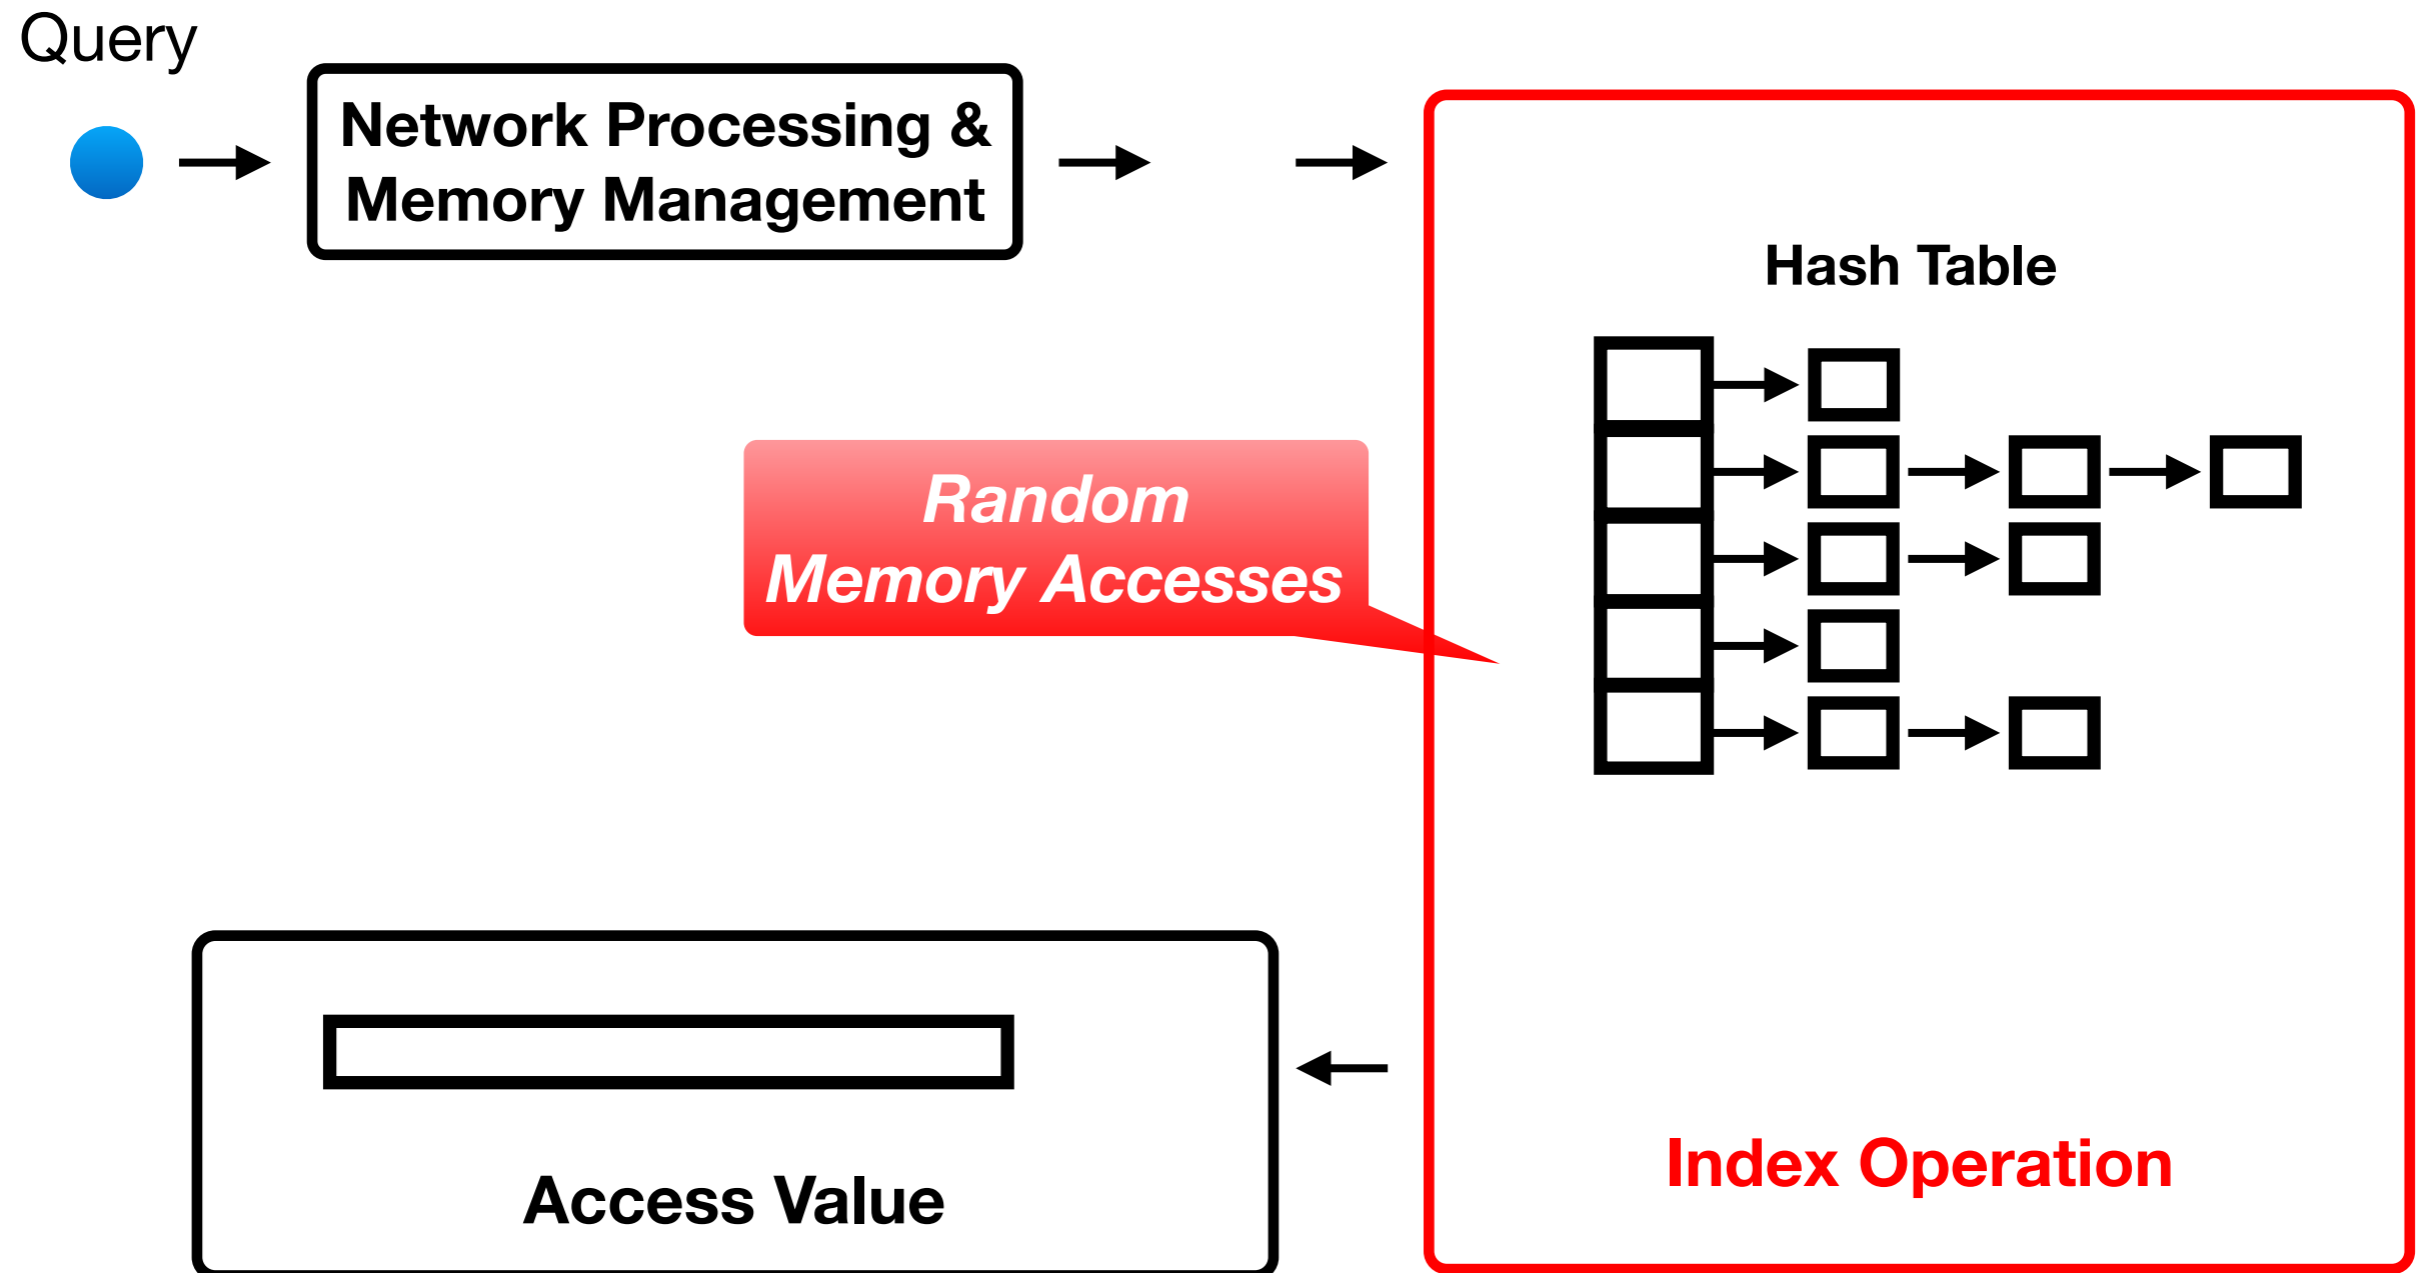 Query
Network Processing &
Memory Management
Hash Table
Random
Memory Accesses
Access Value
Index Operation